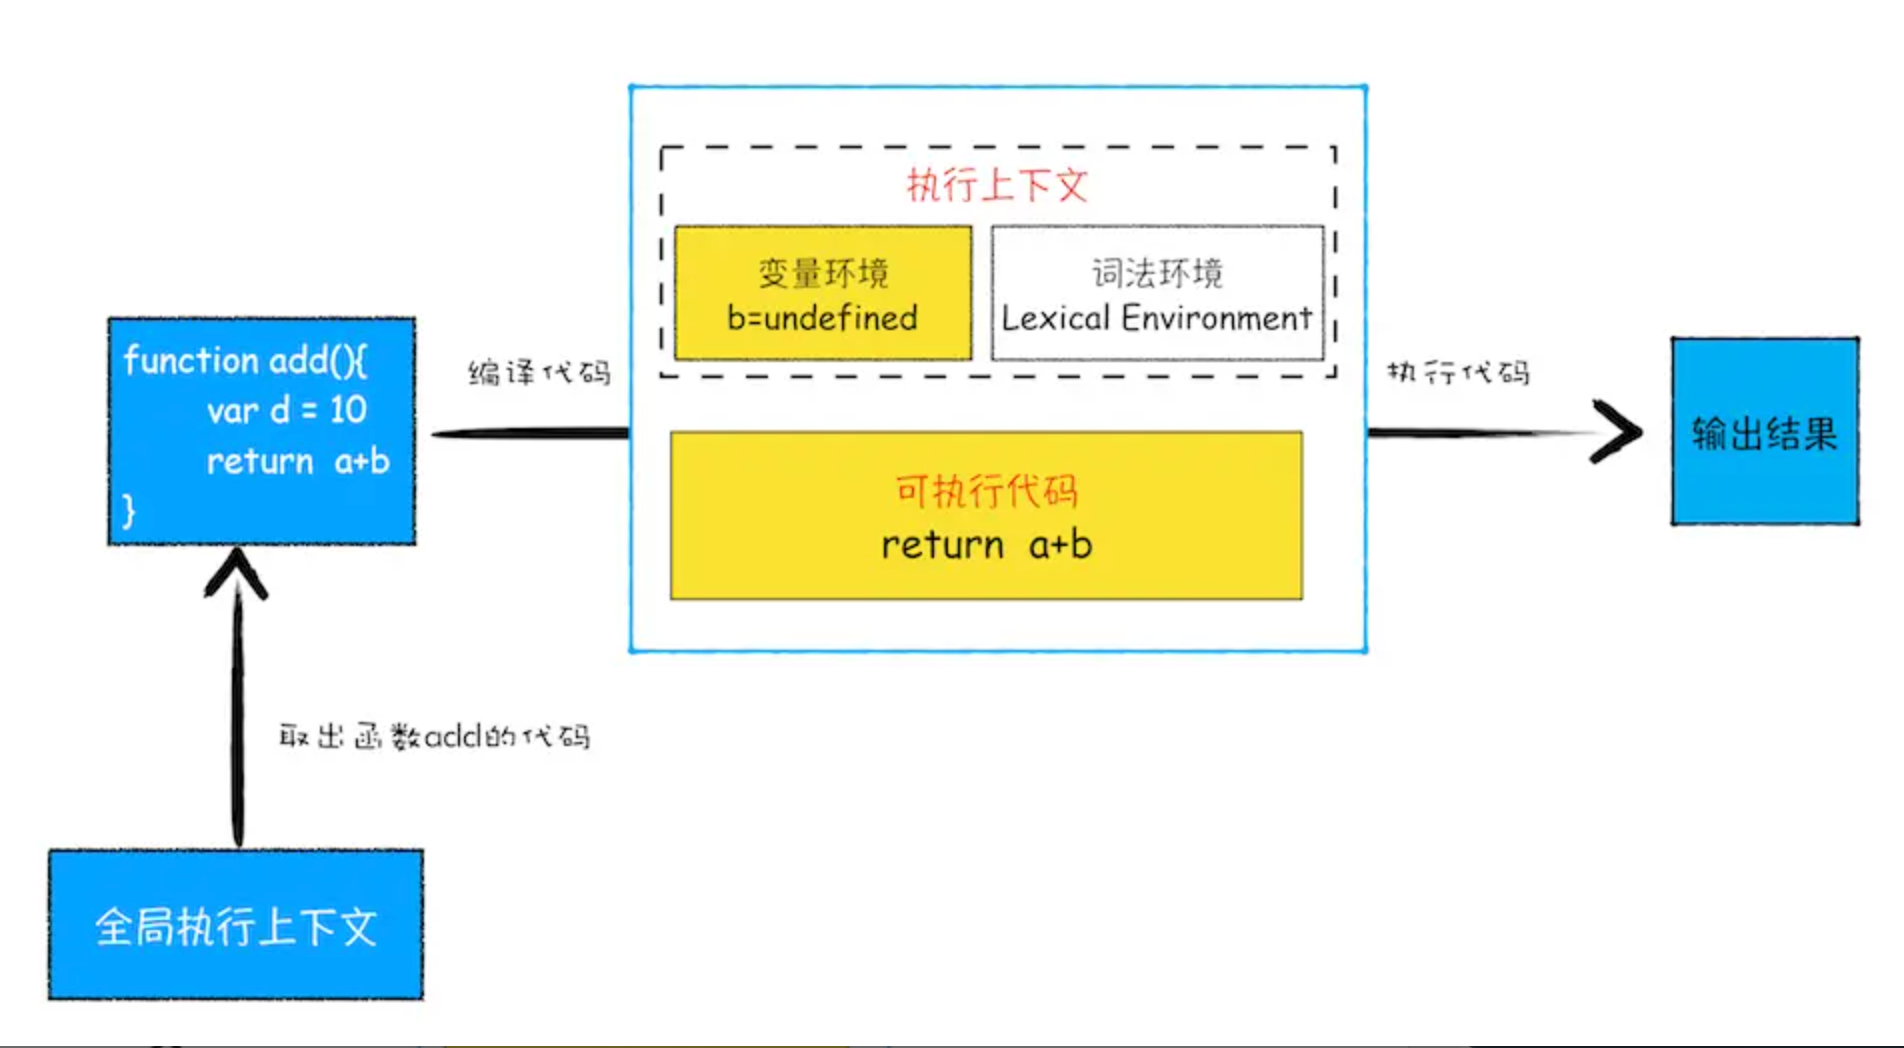 执行上下文
变量环境
b=undefined
词法环境
Lexical Environment
function add(){
var d = 10
return a+b
}
编译代码
执行代码
可执行代码
return a+b
输出结果
取出函数add的代码
全局执行上下文